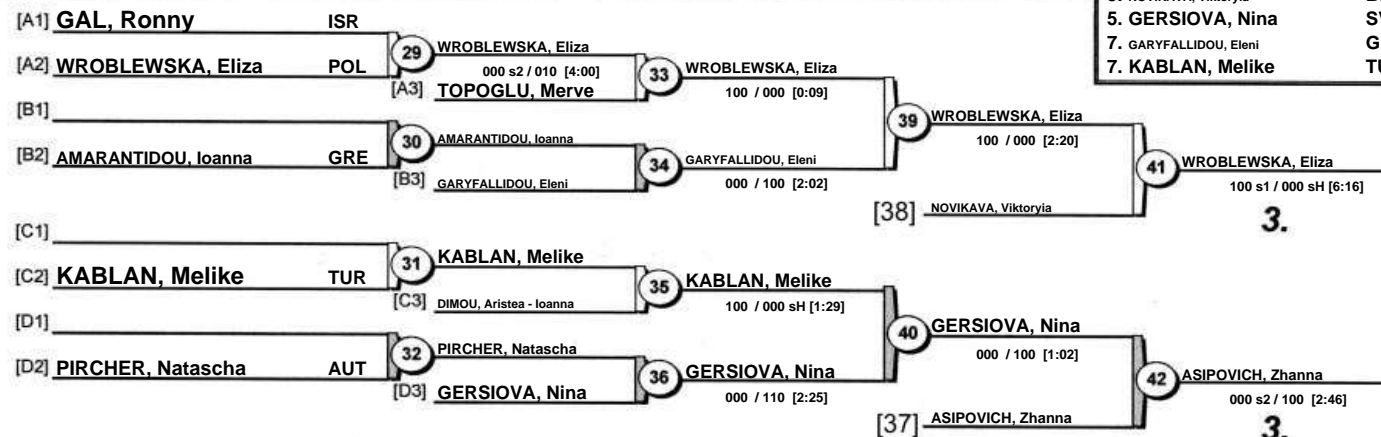 5. GERSIOVA, Nina
7. GARYFALLIDOU, Eleni
7. KABLAN, Melike
[A1] GAL, Ronny ISR
[A2] WROBLEWSKA, Eliza POL
29
WROBLEWSKA, Eliza
000 s2 / 010 [4:00]
[A3] TOPOGLU, Merve
33
WROBLEWSKA, Eliza
100 / 000 [0:09]
[B1]
[B2] AMARANTIDOU, Ioanna GRE
30
AMARANTIDOU, Ioanna
[B3] GARYFALLIDOU, Eleni
34
GARYFALLIDOU, Eleni
000 / 100 [2:02]
39
WROBLEWSKA, Eliza
100 / 000 [2:20]
[38] NOVIKAVA, Viktoryia
41
WROBLEWSKA, Eliza
100 s1 / 000 sH [6:16]
3.
[C1]
[C2] KABLAN, Melike TUR
31
KABLAN, Melike
[C3] DIMOU, Aristea - Ioanna
35
KABLAN, Melike
100 / 000 sH [1:29]
[D1]
[D2] PIRCHER, Natascha AUT
32
PIRCHER, Natascha
[D3] GERSIOVA, Nina
36
GERSIOVA, Nina
000 / 110 [2:25]
40
GERSIOVA, Nina
000 / 100 [1:02]
[37] ASIPOVICH, Zhanna
42
ASIPOVICH, Zhanna
000 s2 / 100 [2:46]
3.